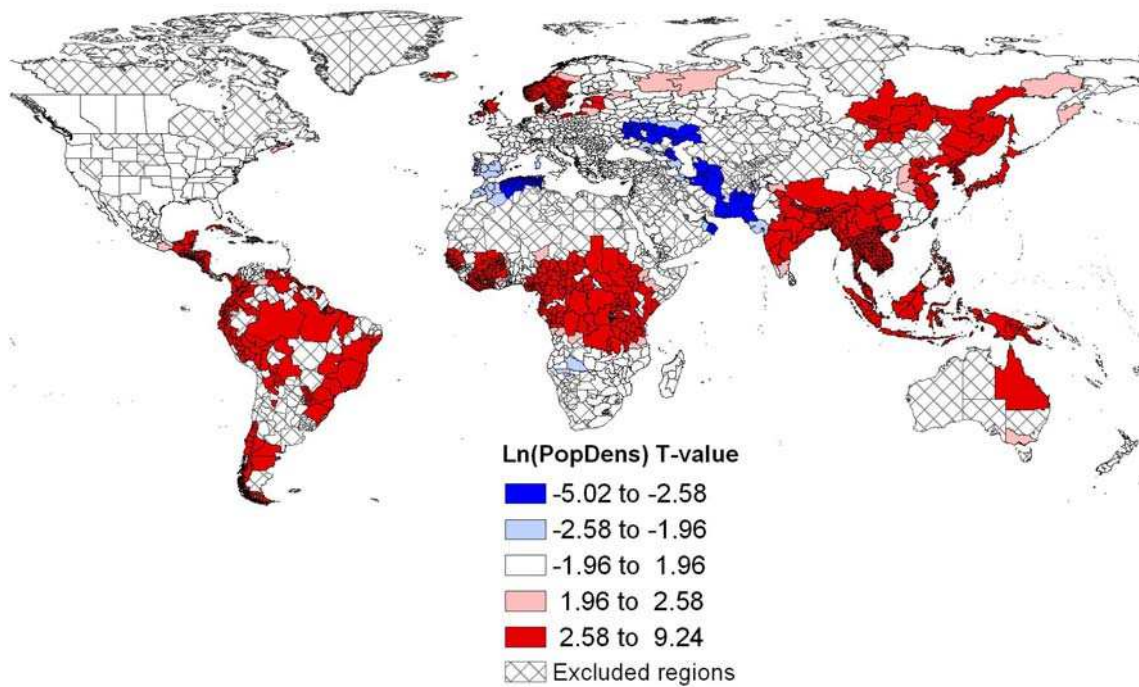 Ln(PopDens) T-value
-5.02 to -2.58
-2.58 to -1.96
-1.96 to 1.96
1.96 to 2.58
2.58 to 9.24
Excluded regions